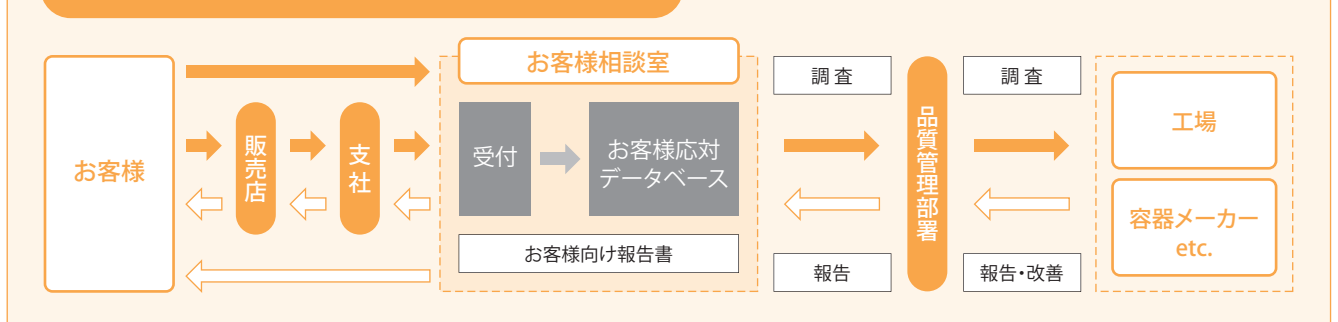 お客様
販売店
支社
お客様相談室
受付
お客様応対
データベース
お客様向け報告書
調査
報告
品質管理部署
調査
報告・改善
工場
容器メーカー
etc.